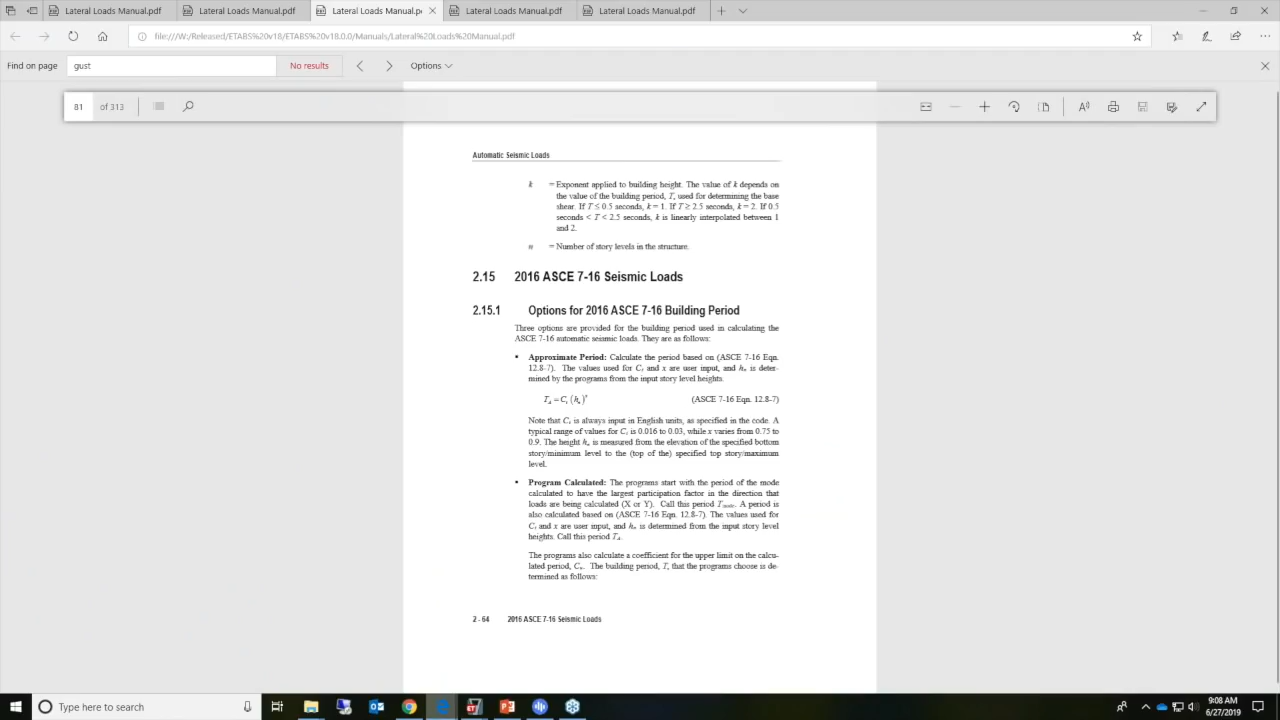 Lateral Loads Manual.pdf
Lateral Loads Manual.pdf
Lateral Loads Manual.pdf
Lateral Loads Manual.pdf
Lateral Loads Manual.pdf
file:///W:/Released/ETABS%20v18/ETABS%20v18.0.0/Manuals/Lateral%20Loads%20Manual.pdf
Find on page gust No results Options
81 of 313
Automatic Seismic Loads
k = Exponent applied to building height. The value of k depends on
the value of the building period, T, used for determining the base
shear. If T ≤ 0.5 seconds, k = 1. If T ≥ 2.5 seconds, k = 2. If 0.5
seconds < T < 2.5 seconds, k is linearly interpolated between 1
and 2.
n = Number of story levels in the structure.
2.15 2016 ASCE 7-16 Seismic Loads
2.15.1 Options for 2016 ASCE 7-16 Building Period
Three options are provided for the building period used in calculating the
ASCE 7-16 automatic seismic loads. They are as follows:
▪ Approximate Period: Calculate the period based on (ASCE 7-16 Eqn.
12.8-7). The values used for Ct and x are user input, and hn is deter-
mined by the programs from the input story level heights.
TA = Ct (hn)x (ASCE 7-16 Eqn. 12.8-7)
Note that Ct is always input in English units, as specified in the code. A
typical range of values for Ct is 0.016 to 0.03, while x varies from 0.75 to
0.9. The height hn is measured from the elevation of the specified bottom
story/minimum level to the (top of the) specified top story/maximum
level.
▪ Program Calculated: The programs start with the period of the mode
calculated to have the largest participation factor in the direction that
loads are being calculated (X or Y). Call this period Tmode. A period is
also calculated based on (ASCE 7-16 Eqn. 12.8-7). The values used for
Ct and x are user input, and hn is determined from the input story level
heights. Call this period TA.
The programs also calculate a coefficient for the upper limit on the calcu-
lated period, Cu. The building period, T, that the programs choose is de-
termined as follows:
2 - 64 2016 ASCE 7-16 Seismic Loads
Type here to search
9:08 AM
6/27/2019